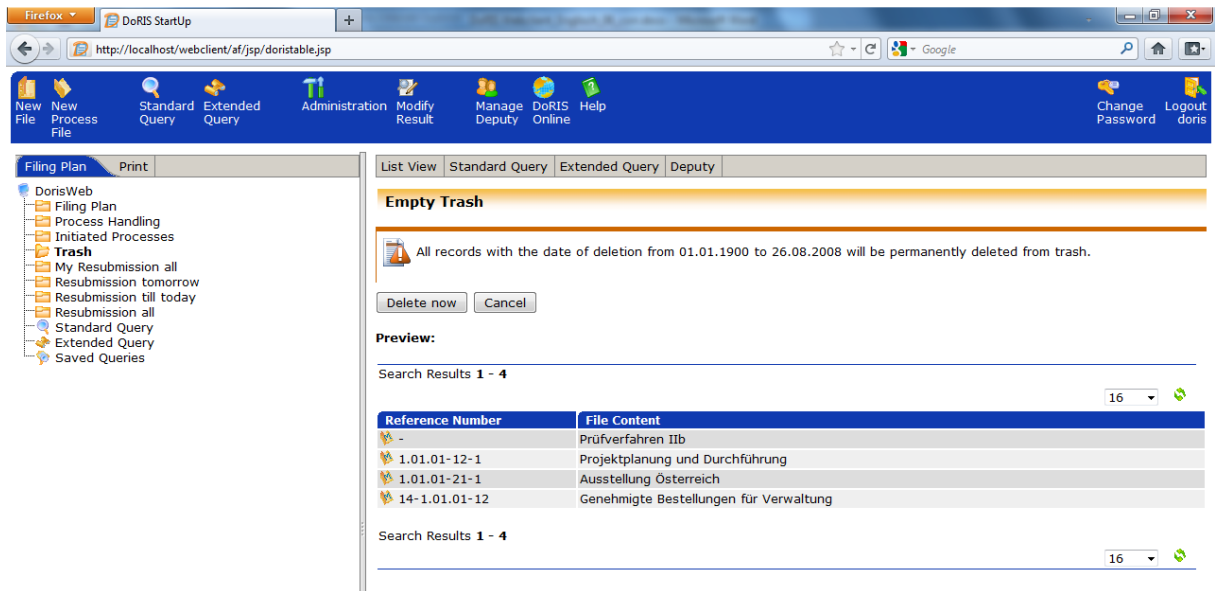 Firefox
DoRIS StartUp
+
http://localhost/webclient/af/jsp/doristable.jsp
Google
New File
New Process File
Standard Query
Extended Query
Administration
Modify Result
Manage Deputy
DoRIS Online
Help
Change Password
Logout doris
Filing Plan
Print
DorisWeb
Filing Plan
Process Handling
Initiated Processes
Trash
My Resubmission all
Resubmission tomorrow
Resubmission till today
Resubmission all
Standard Query
Extended Query
Saved Queries
List View Standard Query Extended Query Deputy
Empty Trash
All records with the date of deletion from 01.01.1900 to 26.08.2008 will be permanently deleted from trash.
Delete now Cancel
Preview:
Search Results 1 - 4
16
Reference Number File Content
- Prüfverfahren IIb
1.01.01-12-1 Projektplanung und Durchführung
1.01.01-21-1 Ausstellung Österreich
14-1.01.01-12 Genehmigte Bestellungen für Verwaltung
Search Results 1 - 4
16